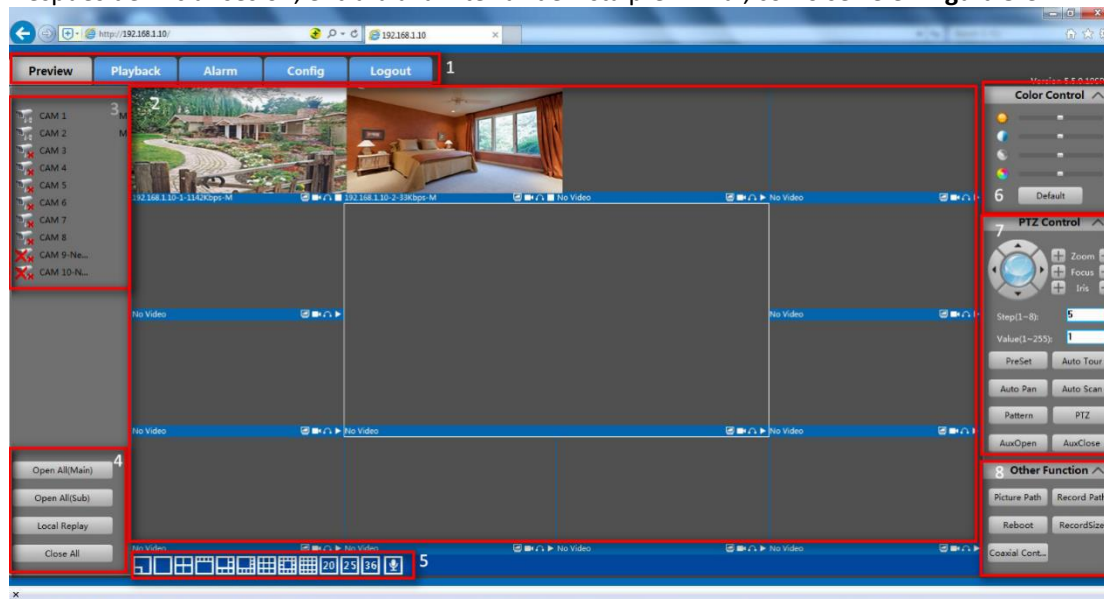 http://192.168.1.10/
192.168.1.10
Preview Playback Alarm Config Logout 1
3
CAM 1 M
CAM 2 M
CAM 3
CAM 4
CAM 5
CAM 6
CAM 7
CAM 8
CAM 9-Ne...
CAM 10-N...
4
Open All(Main)
Open All(Sub)
Local Replay
Close All
2
192.168.1.10-1-1142Kbps-M
192.168.1.10-2-33Kbps-M
No Video
No Video
No Video
No Video
No Video
No Video
No Video
No Video
No Video
No Video
No Video
20 25 36 5
Color Control
6 Default
7 PTZ Control
Zoom
Focus
Iris
Step(1~8): 5
Value(1~255): 1
PreSet Auto Tour
Auto Pan Auto Scan
Pattern PTZ
AuxOpen AuxClose
8 Other Function
Picture Path Record Path
Reboot RecordSize
Coaxial Cont...